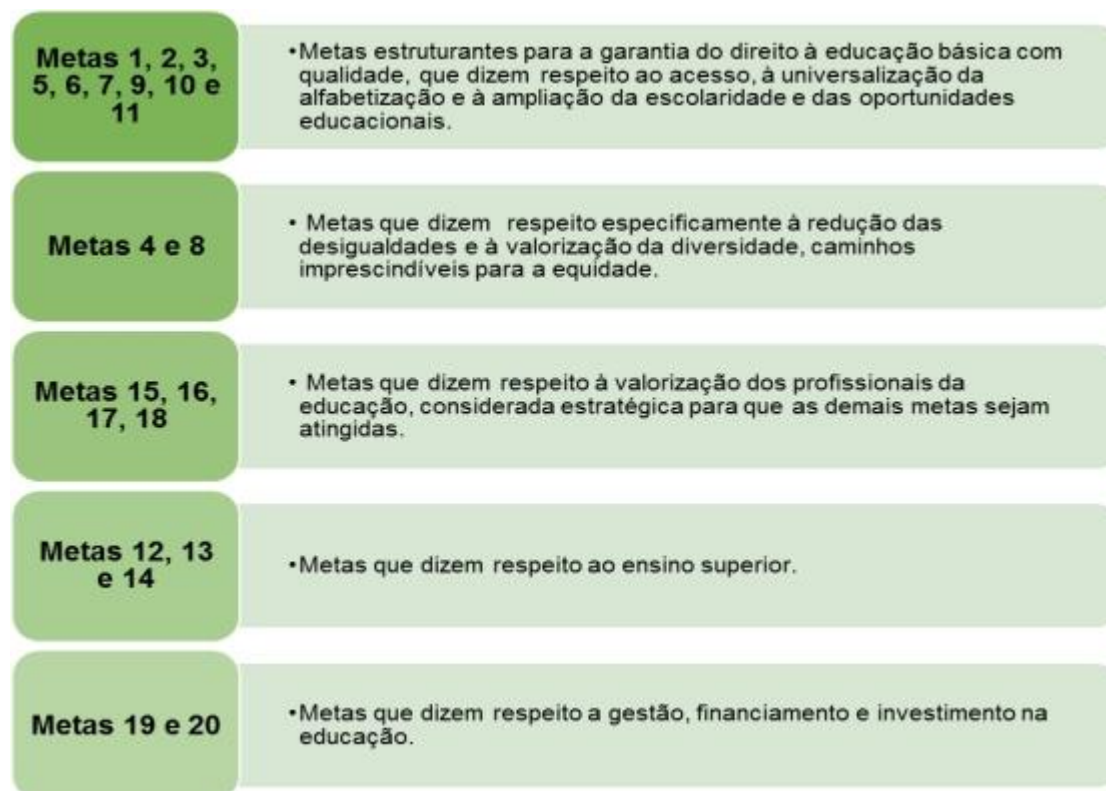 Metas 1, 2, 3,
5, 6, 7, 9, 10 e
11
•Metas estruturantes para a garantia do direito à educação básica com
qualidade, que dizem respeito ao acesso, à universalização da
alfabetização e à ampliação da escolaridade e das oportunidades
educacionais.
Metas 4 e 8
• Metas que dizem respeito especificamente à redução das
desigualdades e à valorização da diversidade, caminhos
imprescindíveis para a equidade.
Metas 15, 16,
17, 18
• Metas que dizem respeito à valorização dos profissionais da
educação, considerada estratégica para que as demais metas sejam
atingidas.
Metas 12, 13
e 14
•Metas que dizem respeito ao ensino superior.
Metas 19 e 20
•Metas que dizem respeito a gestão, financiamento e investimento na
educação.